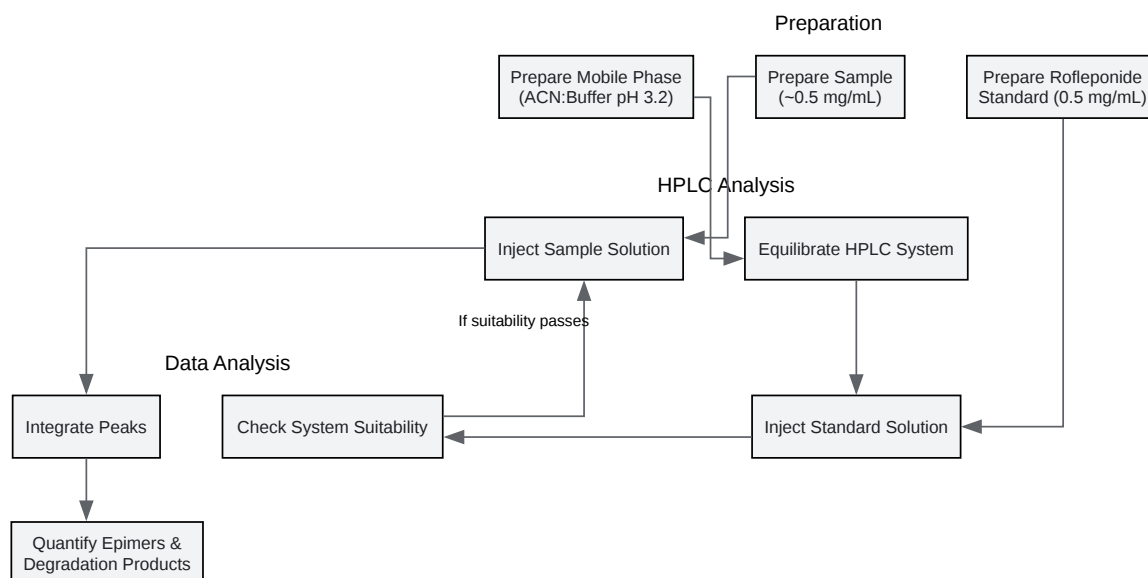 Preparation
Prepare Mobile Phase
(ACN:Buffer pH 3.2)
Prepare Sample
(~0.5 mg/mL)
Prepare Rofleponide
Standard (0.5 mg/mL)
HPLC Analysis
Inject Sample Solution
Equilibrate HPLC System
If suitability passes
Data Analysis
Integrate Peaks
Check System Suitability
Inject Standard Solution
Quantify Epimers &
Degradation Products